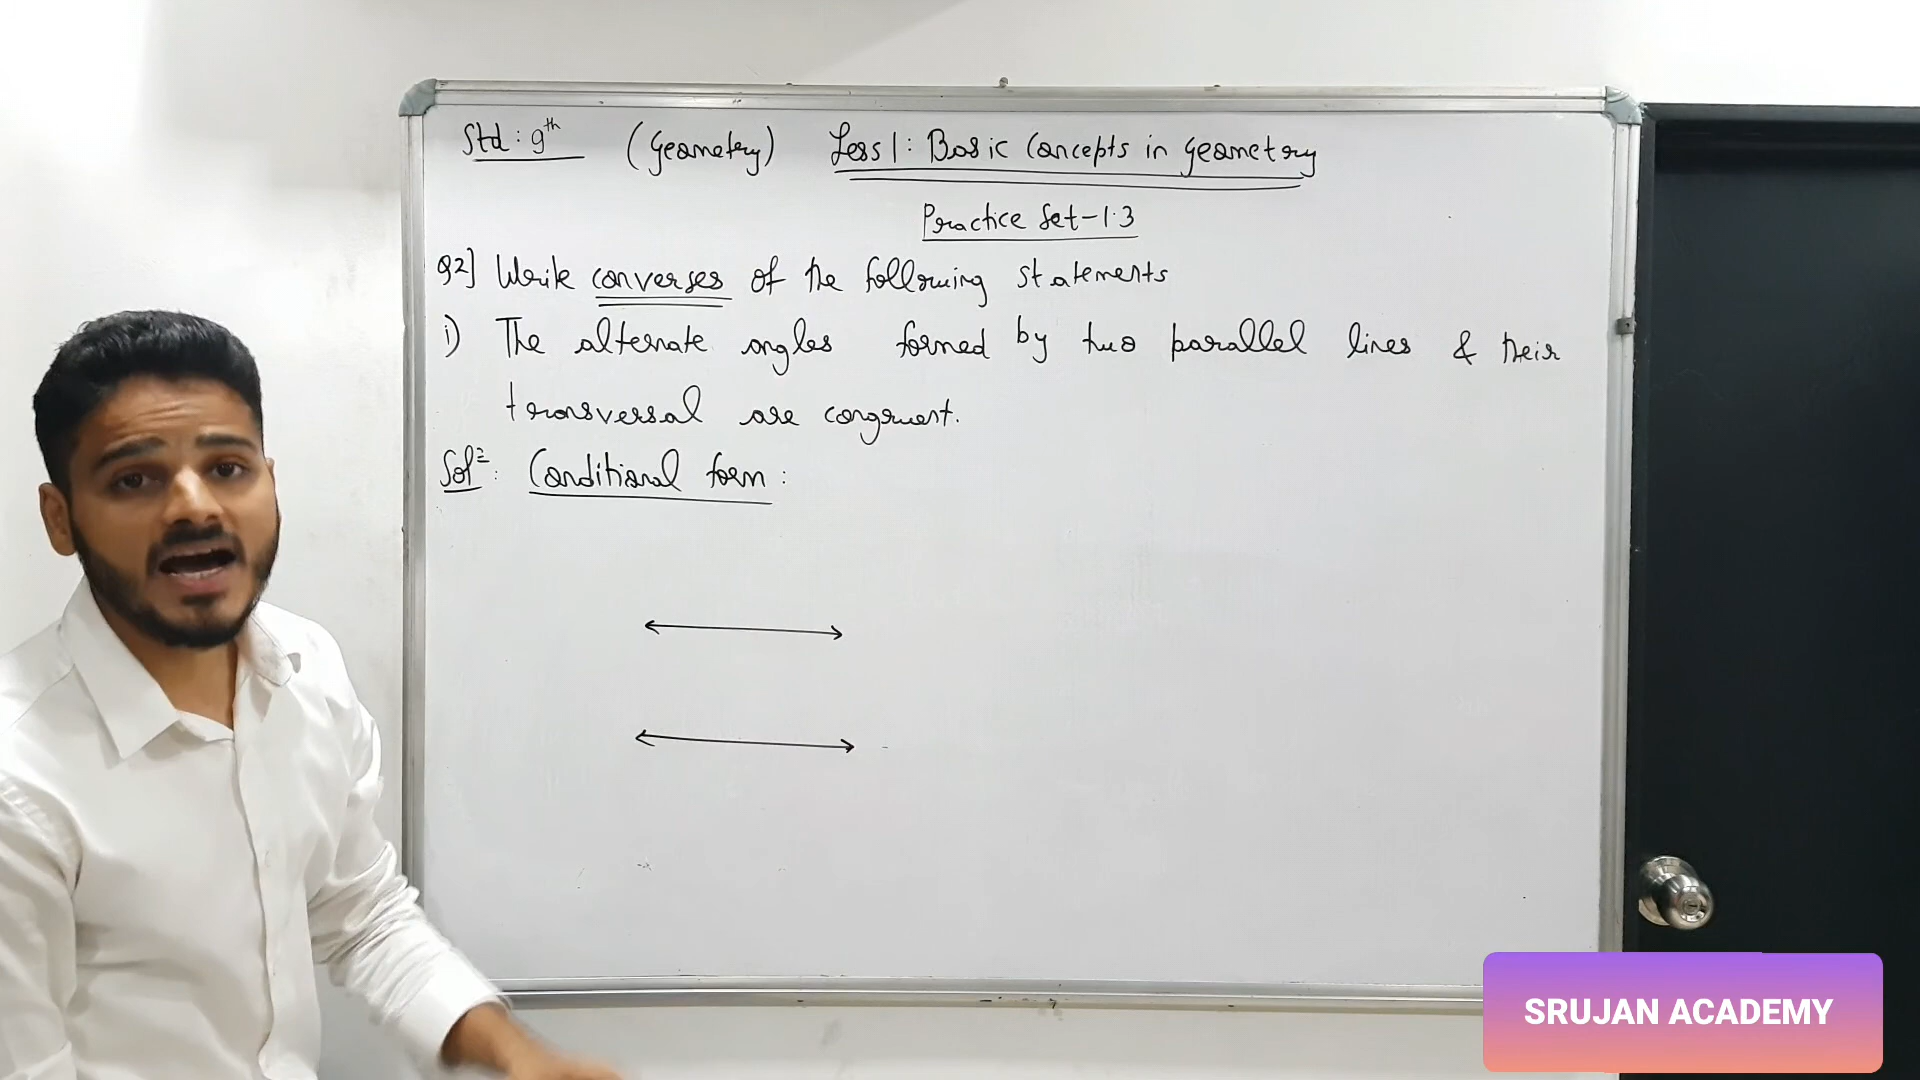 Std : 9th (Geometry) Less 1 : Basic Concepts in Geometry
Practice Set-1.3
Q2] Write converses of the following statements
i) The alternate angles formed by two parallel lines & their
transversal are congruent.
Solⁿ : Conditional form :
SRUJAN ACADEMY